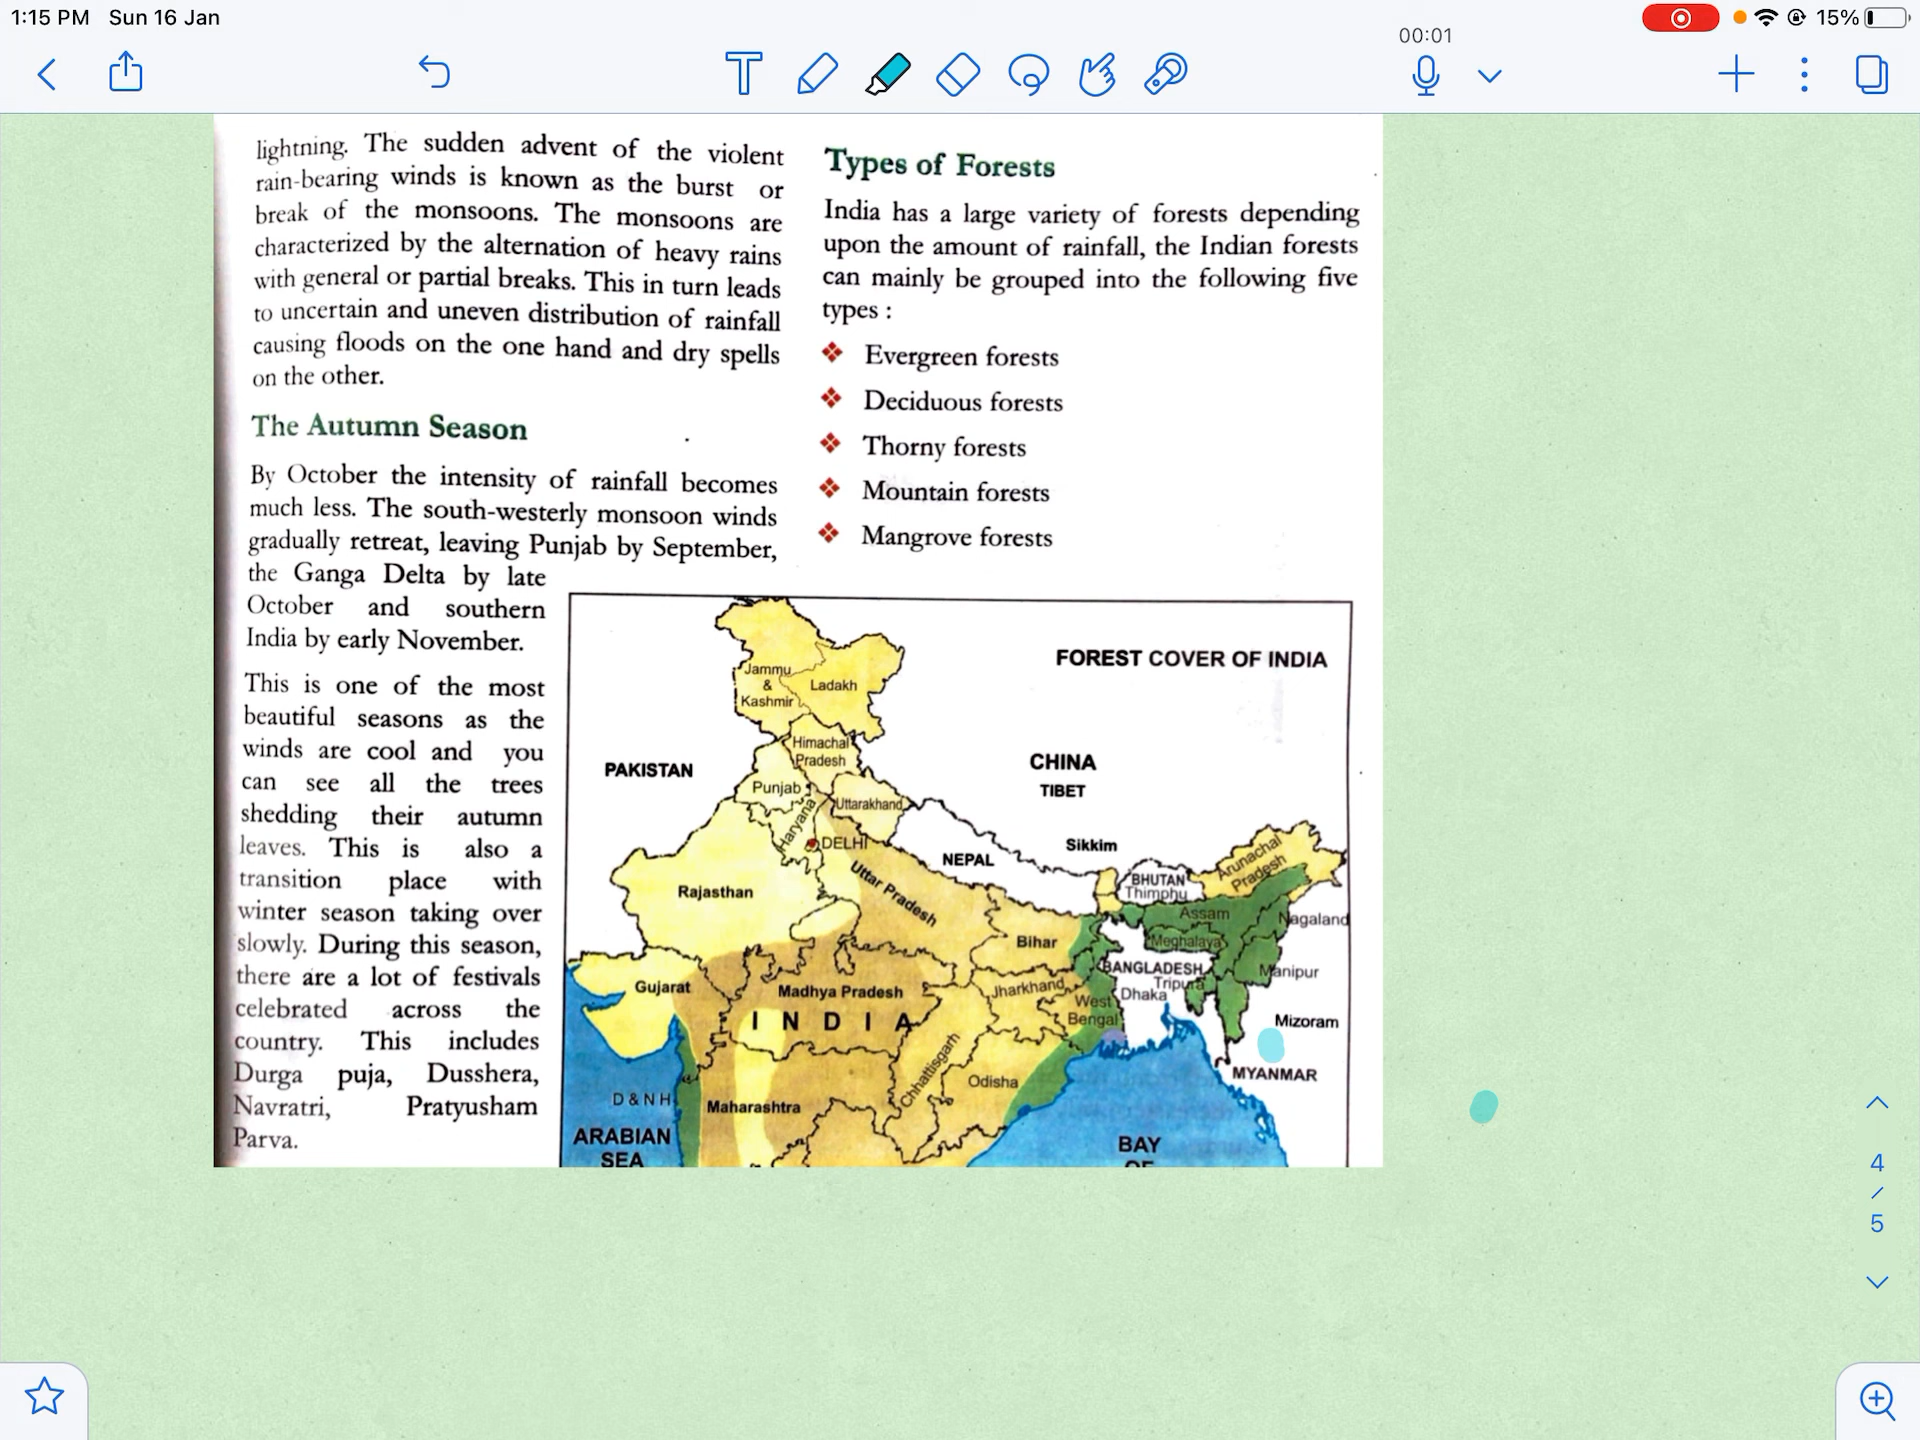 1:15 PM Sun 16 Jan
15%
00:01
lightning. The sudden advent of the violent
rain-bearing winds is known as the burst or
break of the monsoons. The monsoons are
characterized by the alternation of heavy rains
with general or partial breaks. This in turn leads
to uncertain and uneven distribution of rainfall
causing floods on the one hand and dry spells
on the other.
The Autumn Season
By October the intensity of rainfall becomes
much less. The south-westerly monsoon winds
gradually retreat, leaving Punjab by September,
the Ganga Delta by late
October and southern
India by early November.
This is one of the most
beautiful seasons as the
winds are cool and you
can see all the trees
shedding their autumn
leaves. This is also a
transition place with
winter season taking over
slowly. During this season,
there are a lot of festivals
celebrated across the
country. This includes
Durga puja, Dusshera,
Navratri, Pratyusham
Parva.
Types of Forests
India has a large variety of forests depending
upon the amount of rainfall, the Indian forests
can mainly be grouped into the following five
types :
Evergreen forests
Deciduous forests
Thorny forests
Mountain forests
Mangrove forests
FOREST COVER OF INDIA
Jammu
&
Kashmir
Ladakh
Himachal
Pradesh
PAKISTAN
CHINA
TIBET
Punjab
Haryana
Uttarakhand
DELHI
NEPAL
Sikkim
BHUTAN
Thimphu
Arunachal
Pradesh
Rajasthan
Uttar Pradesh
Assam
Nagaland
Bihar
Meghalaya
BANGLADESH
Manipur
Gujarat
Madhya Pradesh
Jharkhand
Tripura
Dhaka
West
Bengal
INDIA
Mizoram
Chhattisgarh
Odisha
MYANMAR
D & N H
Maharashtra
ARABIAN
SEA
BAY
OF
4
/
5